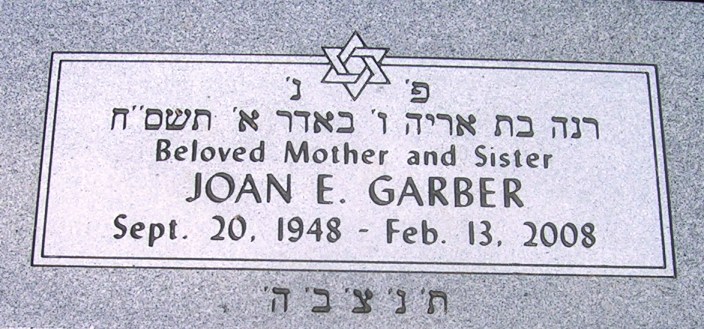 פ׳ נ׳
רנה בת אריה ז׳ באדר א׳ תשס״ח
Beloved Mother and Sister
JOAN E. GARBER
Sept. 20, 1948 - Feb. 13, 2008
ת׳ נ׳ צ׳ ב׳ ה׳